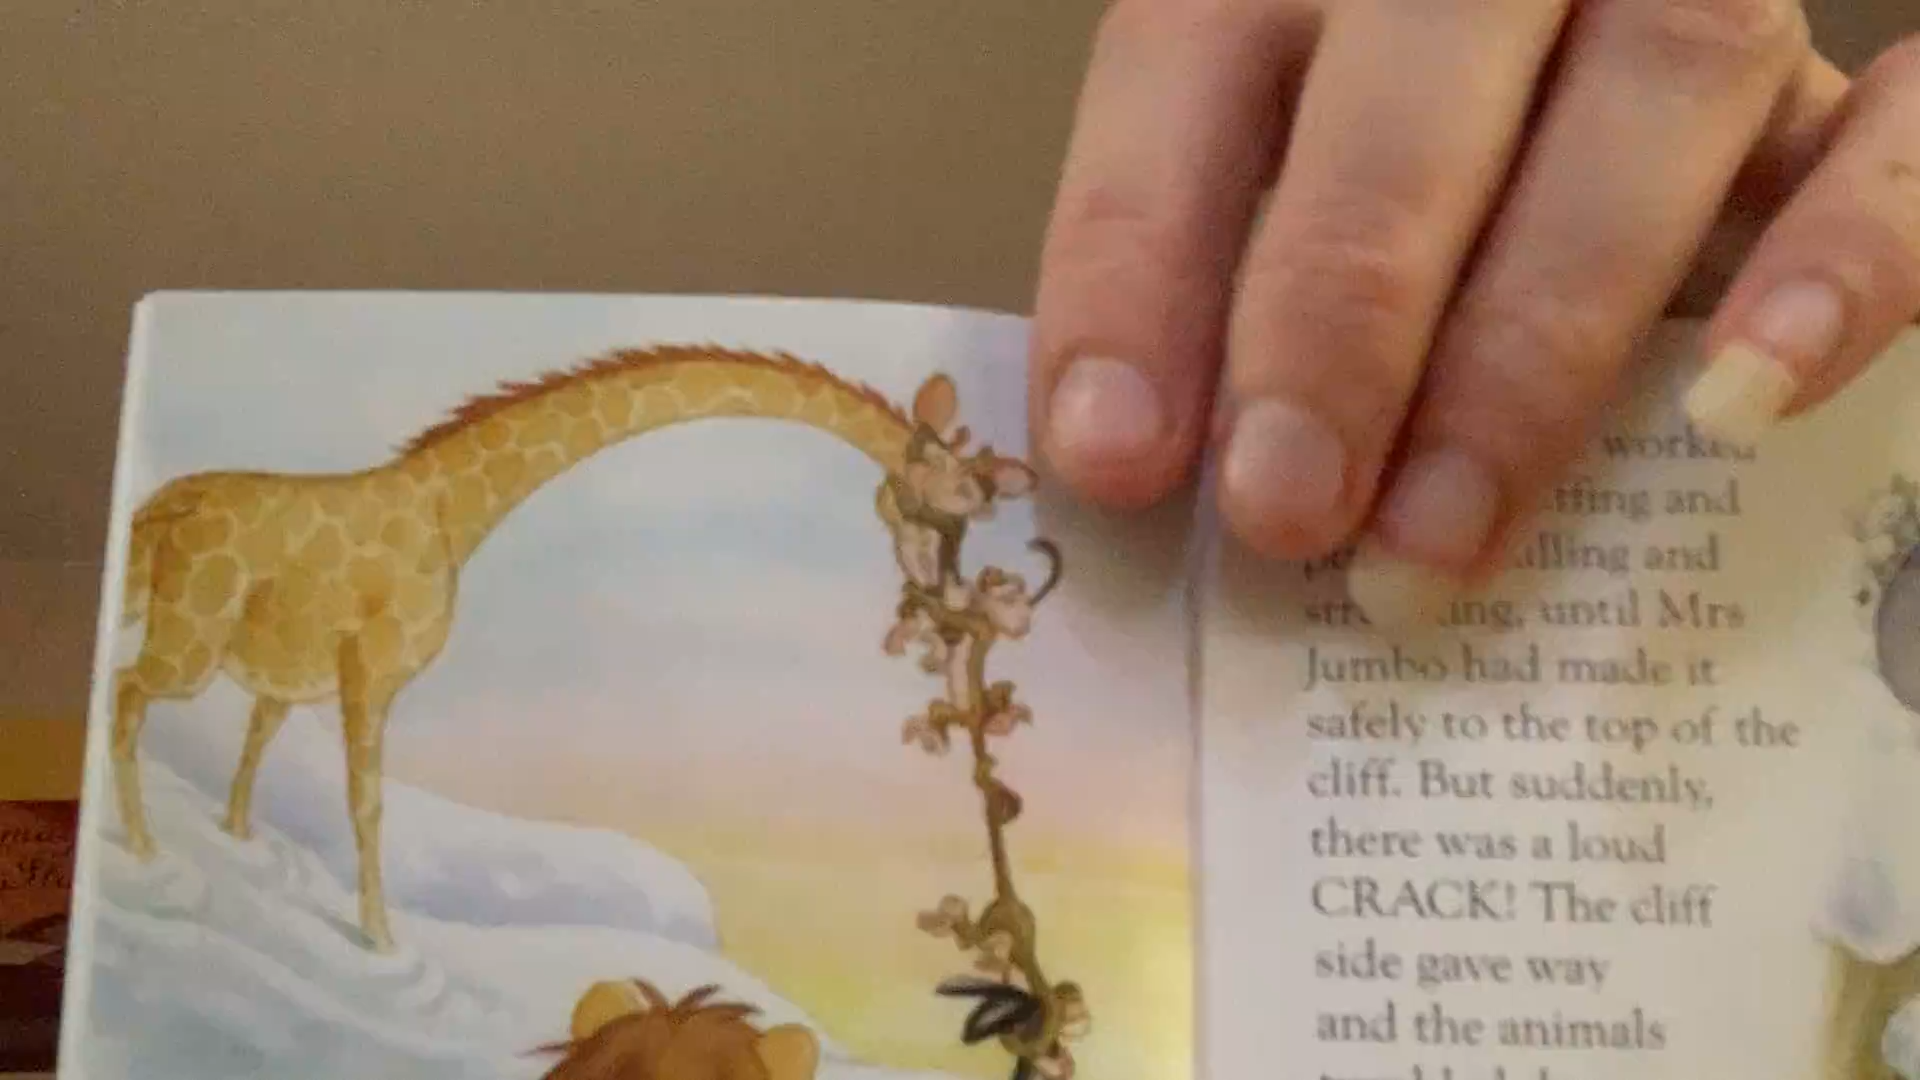 worked
and
and
until Mrs
Jumbo had made it
safely to the top of the
cliff. But suddenly,
there was a loud
CRACK! The cliff
side gave way
and the animals